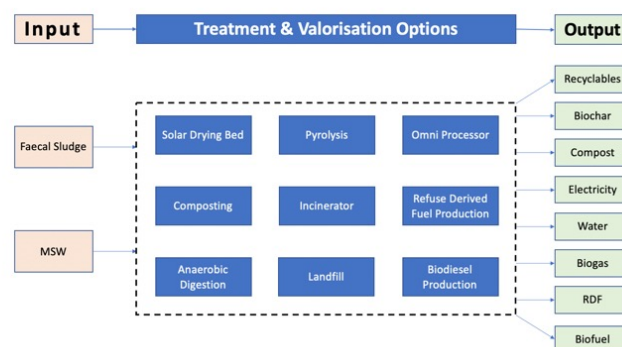 Input
Treatment & Valorisation Options
Output
Recyclables
Faecal Sludge
Solar Drying Bed
Pyrolysis
Omni Processor
Biochar
Compost
Composting
Incinerator
Refuse Derived
Fuel Production
Electricity
Water
MSW
Anaerobic
Digestion
Landfill
Biodiesel
Production
Biogas
RDF
Biofuel